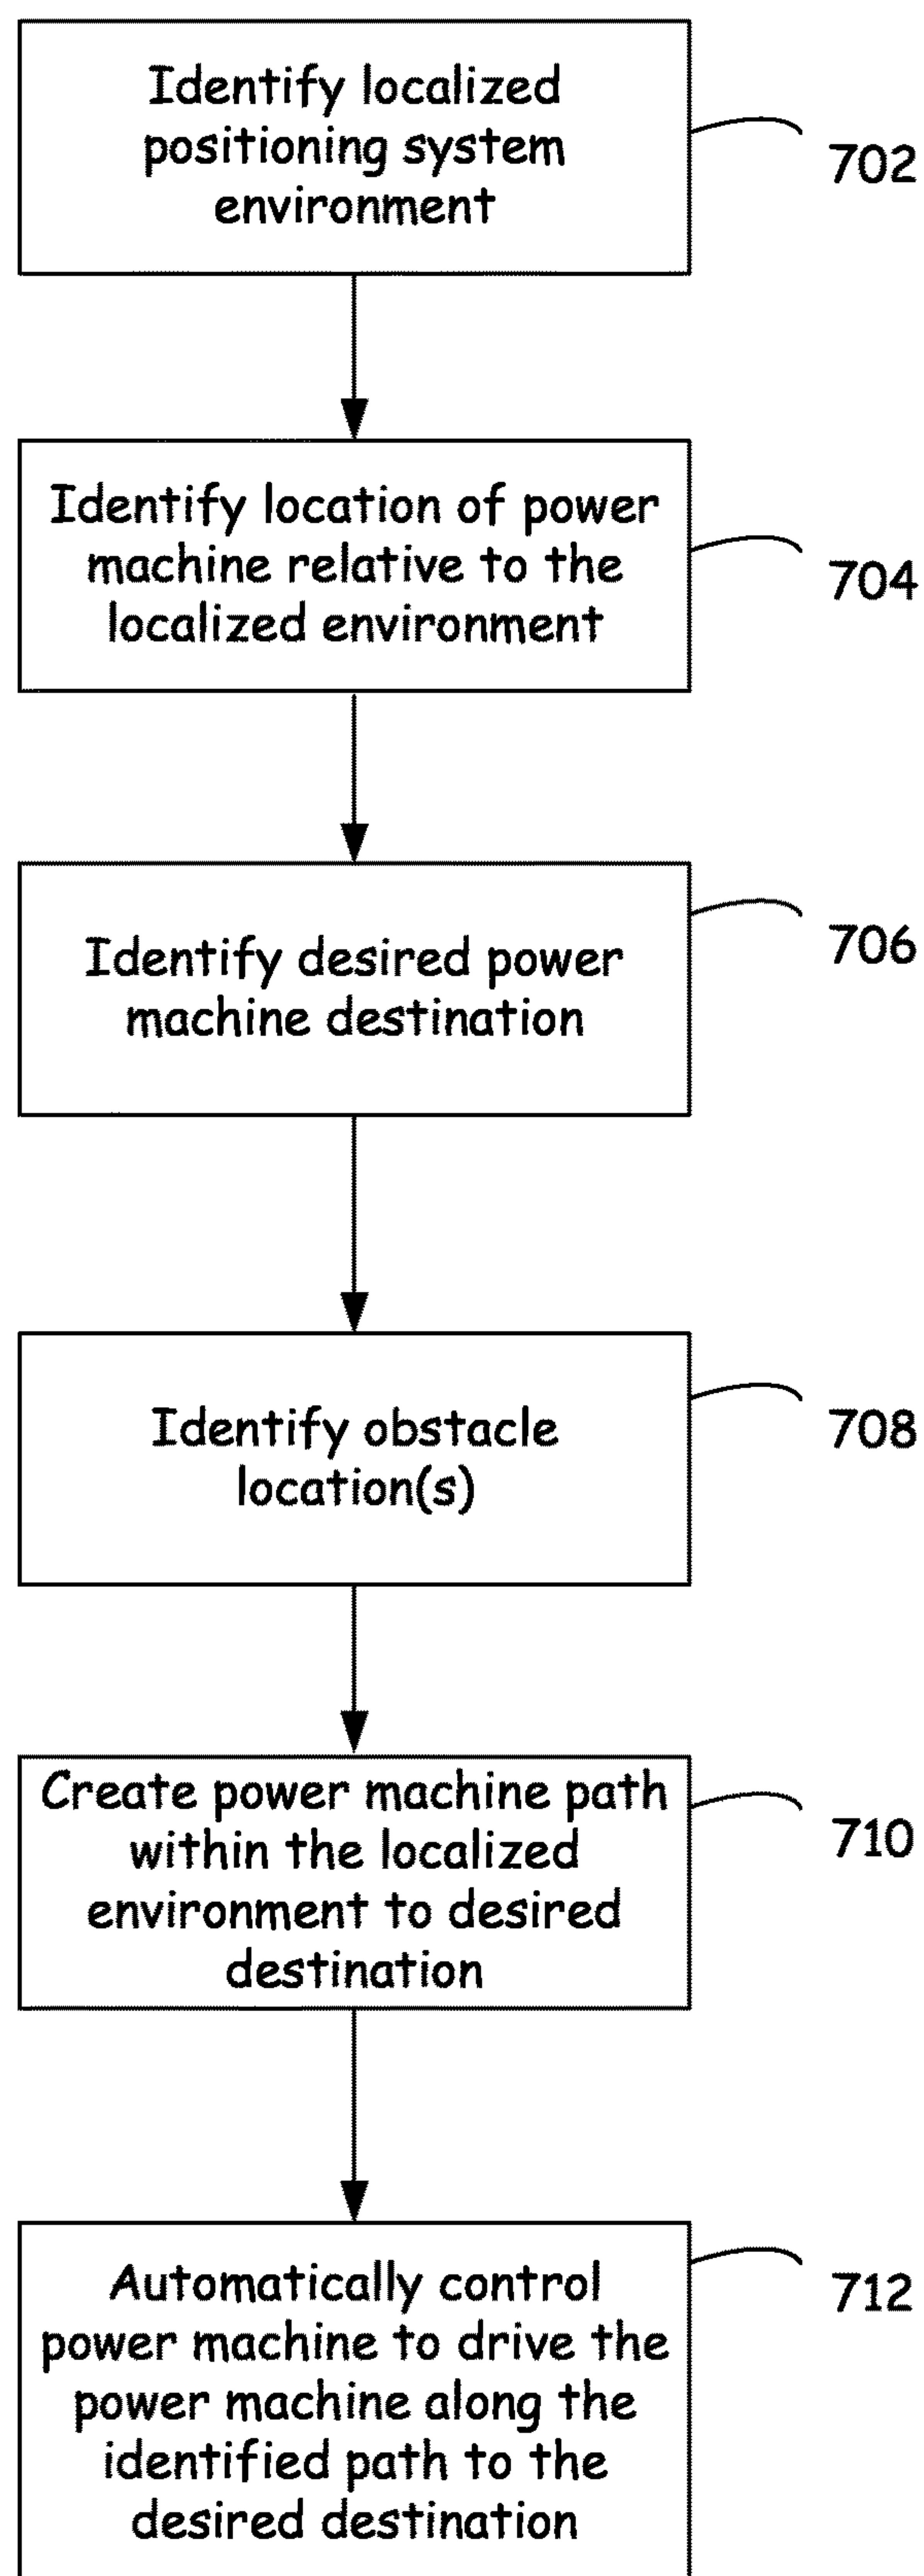 Identify localized
positioning system
environment
702
Identify location of power
machine relative to the
localized environment
704
Identify desired power
machine destination
706
Identify obstacle
location(s)
708
Create power machine path
within the localized
environment to desired
destination
710
Automatically control
power machine to drive the
power machine along the
identified path to the
desired destination
712